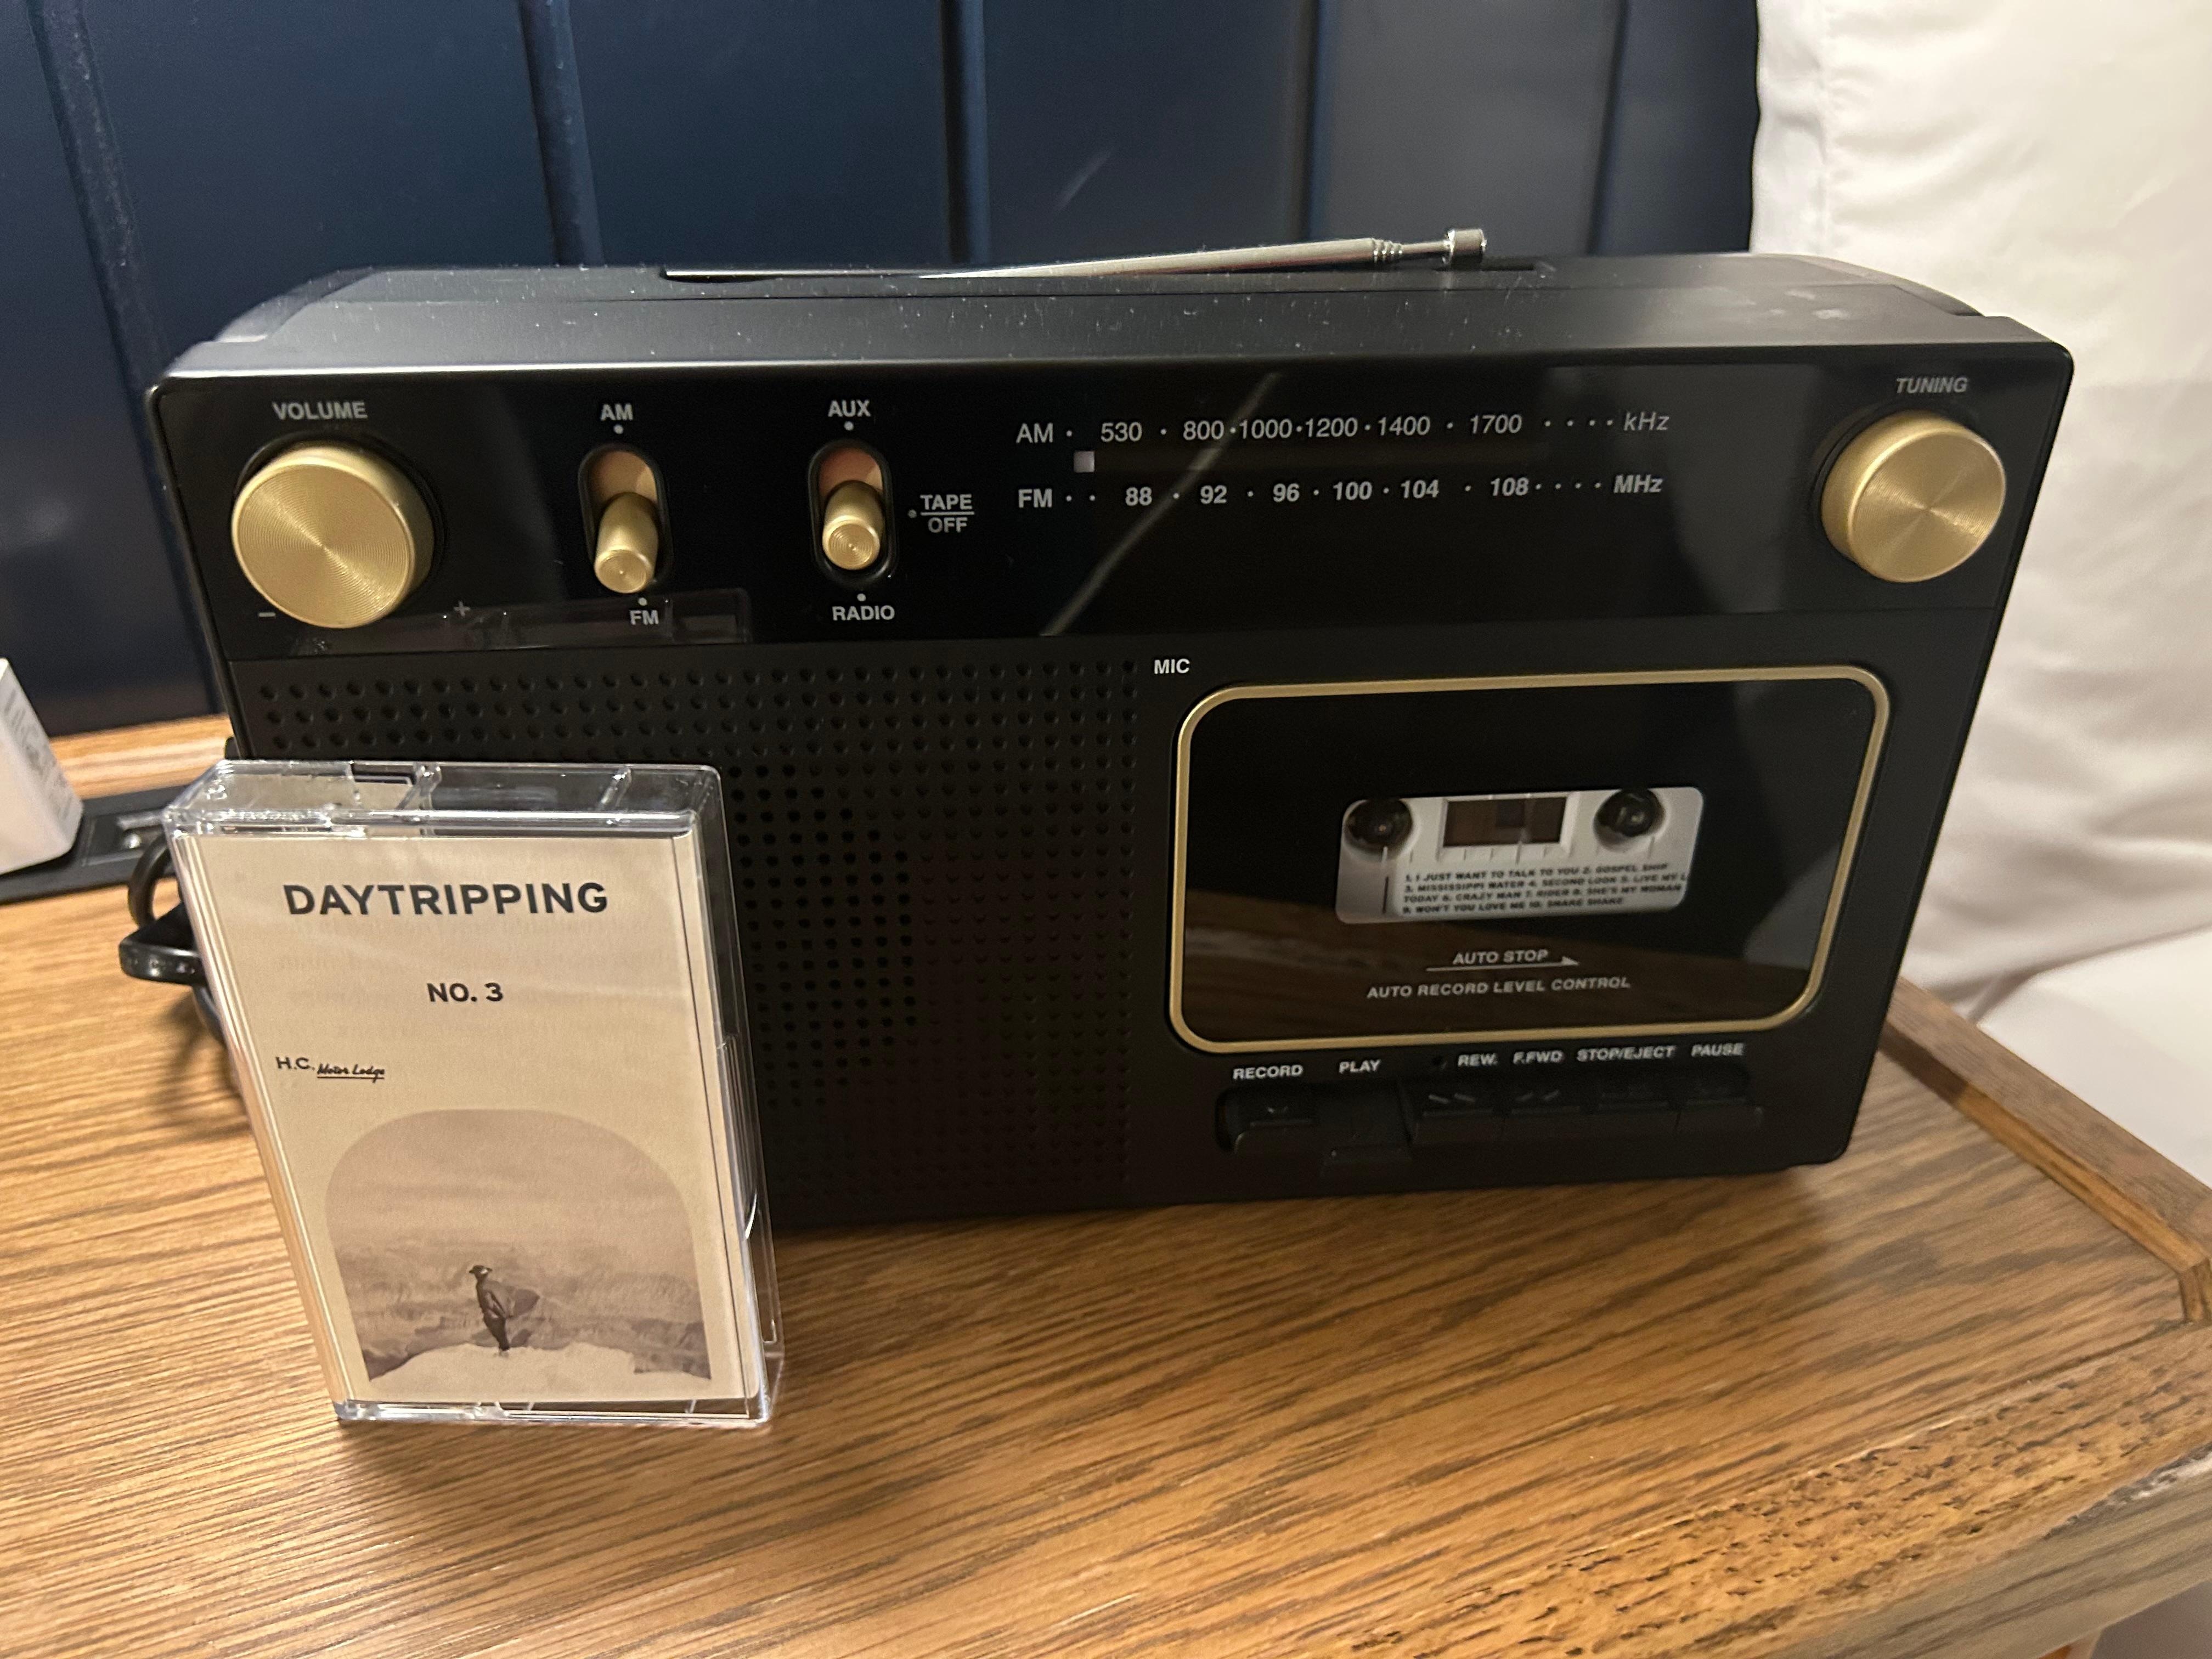 VOLUME
- +
AM
FM
AUX
TAPE
OFF
RADIO
AM · 530 · 800·1000·1200·1400 · 1700 ···· kHz
FM ·· 88 · 92 · 96 · 100 · 104 · 108 ···· MHz
TUNING
MIC
1. I JUST WANT TO TALK TO YOU 2. GOSPEL SHIP
3. MISSISSIPPI WATER 4. SECOND LOOK 5. LIVE MY L
TODAY 6. CRAZY MAN 7. RIDER 8. SHE'S MY WOMAN
9. WON'T YOU LOVE ME 10. SHAKE SHAKE
AUTO STOP
AUTO RECORD LEVEL CONTROL
RECORD PLAY REW. F.FWD STOP/EJECT PAUSE
DAYTRIPPING
NO. 3
H.C. Motor Lodge